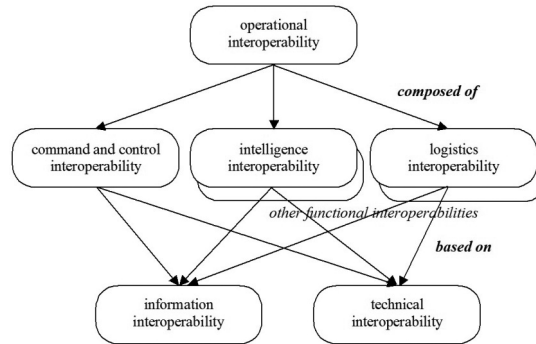 operational
interoperability
composed of
command and control
interoperability
intelligence
interoperability
logistics
interoperability
other functional interoperabilities
based on
information
interoperability
technical
interoperability